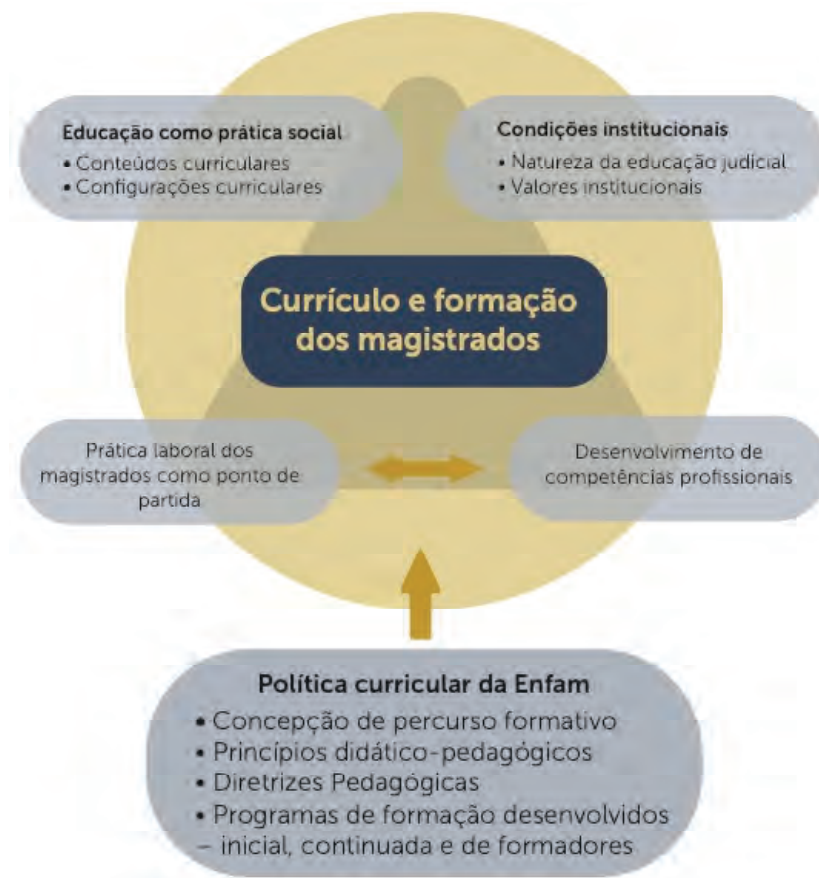 Educação como prática social
• Conteúdos curriculares
• Configurações curriculares
Condições institucionais
• Natureza da educação judicial
• Valores institucionais
Currículo e formação
dos magistrados
Prática laboral dos
magistrados como ponto de
partida
Desenvolvimento de
competências profissionais
Política curricular da Enfam
• Concepção de percurso formativo
• Princípios didático-pedagógicos
• Diretrizes Pedagógicas
• Programas de formação desenvolvidos
– inicial, continuada e de formadores